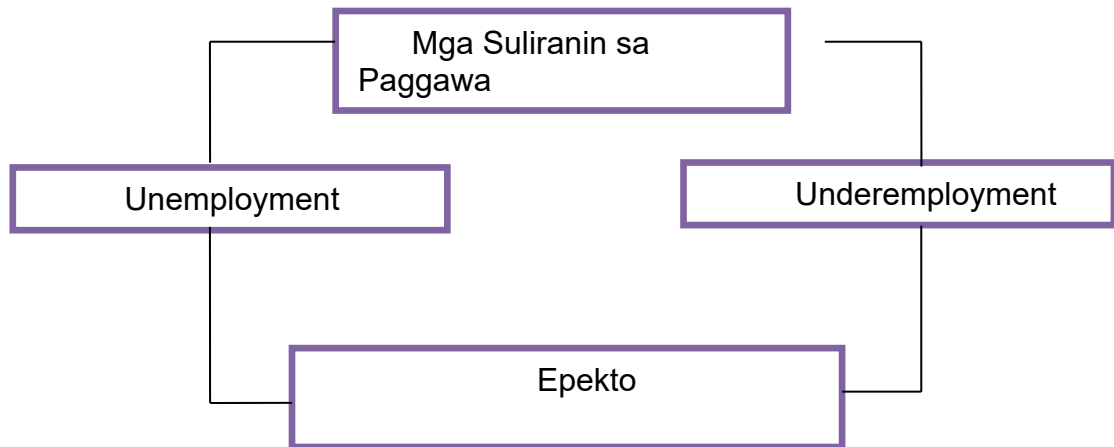 Mga Suliranin sa
Paggawa
Unemployment
Underemployment
Epekto